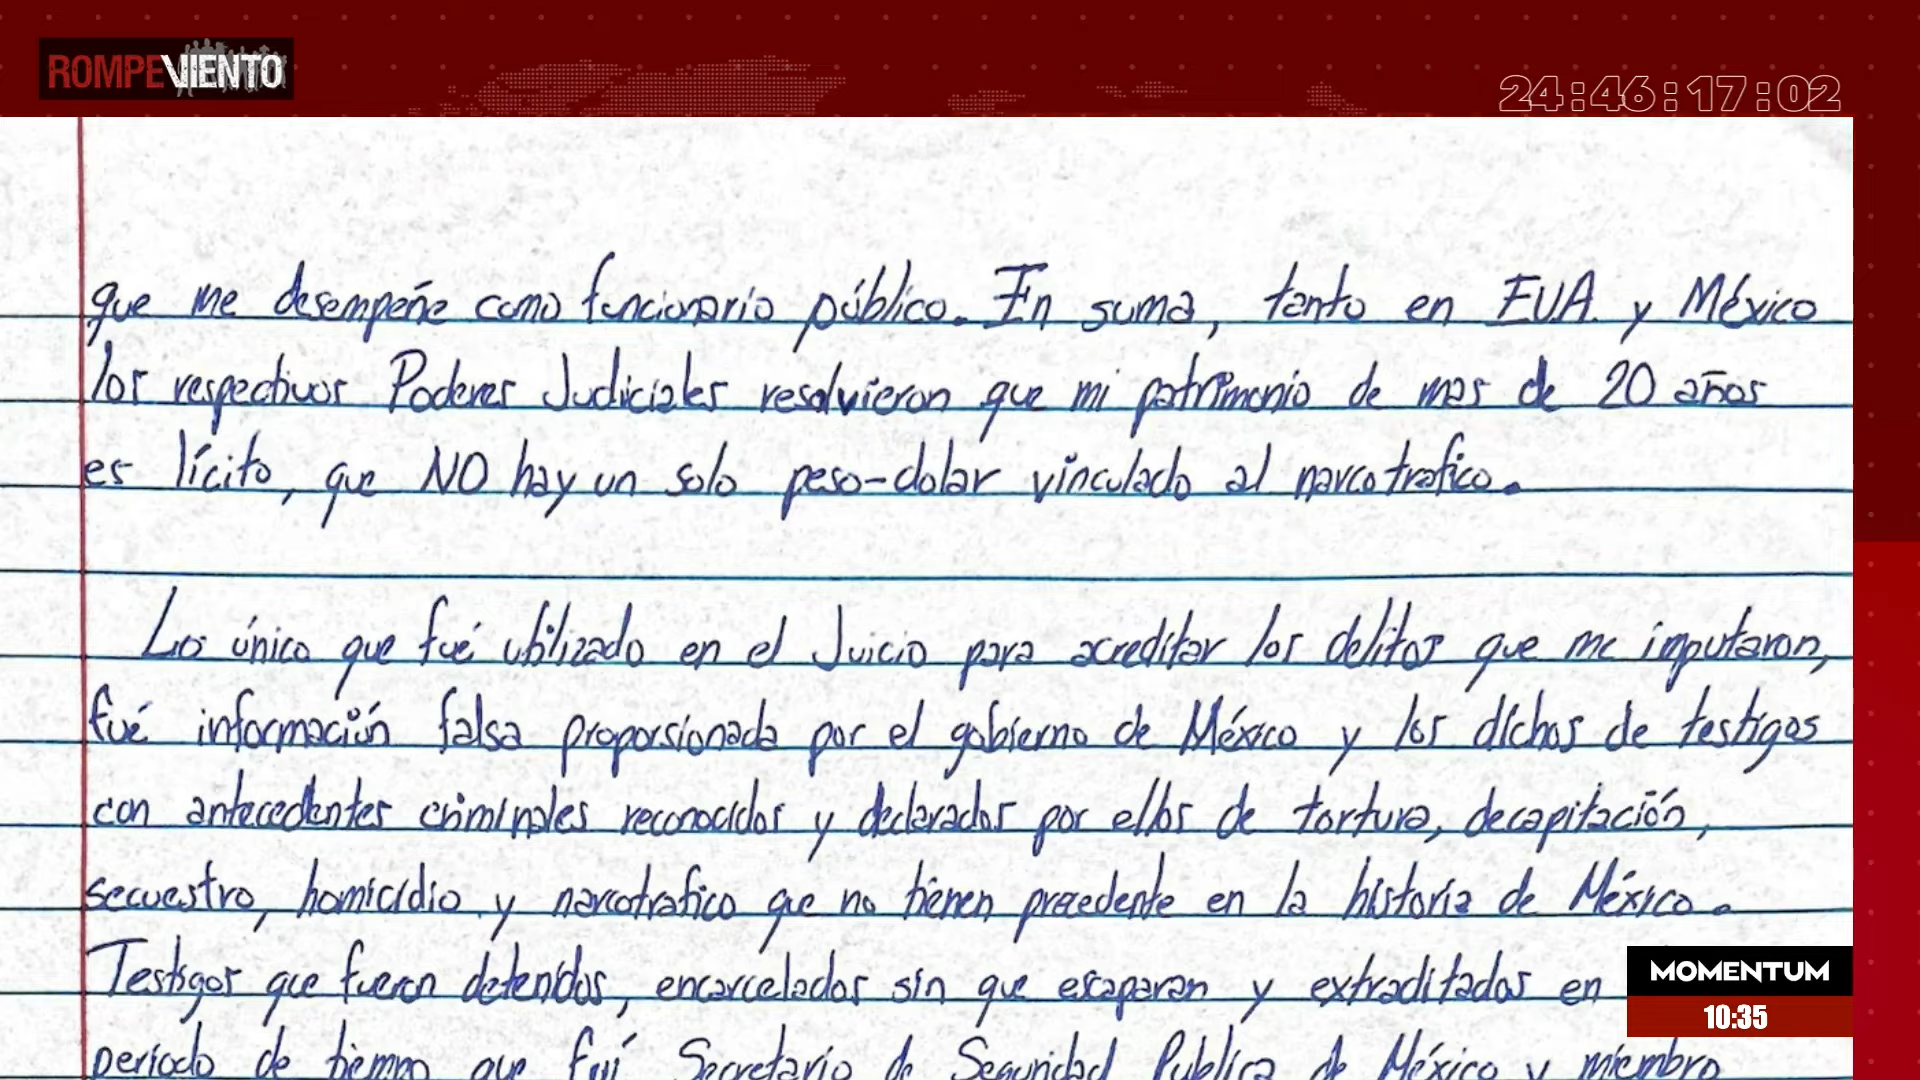 ROMPEVIENTO
24:46:17:02
que me desempeñe como funcionario público. En suma, tanto en EUA. y México
los respectivos Poderes Judiciales resolvieron que mi patrimonio de mas de 20 años
es lícito, que NO hay un solo peso-dolar vinculado al narcotrafico.
Lo único que fué utilizado en el Juicio para acreditar los delitos que me imputaron,
fué información falsa proporsionada por el gobierno de México y los dichos de testigos
con antecedentes criminales reconocidos y declarados por ellos de tortura, decapitación,
secuestro, homicidio y narcotrafico que no tienen precedente en la historia de México.
Testigos que fueron detenidos, encarcelados sin que escaparan y extraditados en
periodo de tiempo que fuí Secretario de Seguridad Publica de México y miembro
MOMENTUM
10:35